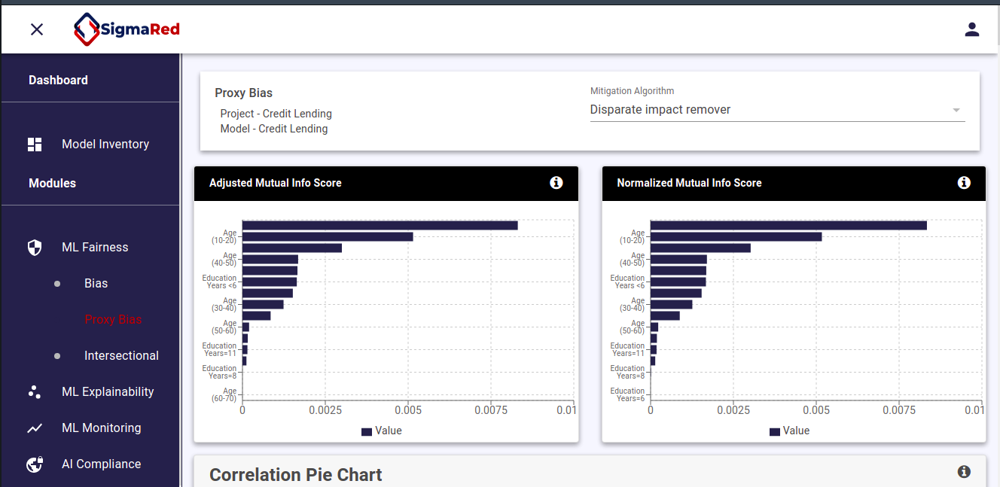 SigmaRed
Dashboard
Model Inventory
Modules
ML Fairness
Bias
Proxy Bias
Intersectional
ML Explainability
ML Monitoring
AI Compliance
Proxy Bias
Project - Credit Lending
Model - Credit Lending
Mitigation Algorithm
Disparate impact remover
Adjusted Mutual Info Score
Age
(10-20)
Age
(40-50)
Education
Years <6
Age
(30-40)
Age
(50-60)
Education
Years=11
Education
Years=8
Age
(60-70)
0 0.0025 0.005 0.0075 0.01
Value
Normalized Mutual Info Score
Age
(10-20)
Age
(40-50)
Education
Years <6
Age
(30-40)
Age
(50-60)
Education
Years=11
Education
Years=8
Education
Years=6
0 0.0025 0.005 0.0075 0.01
Value
Correlation Pie Chart